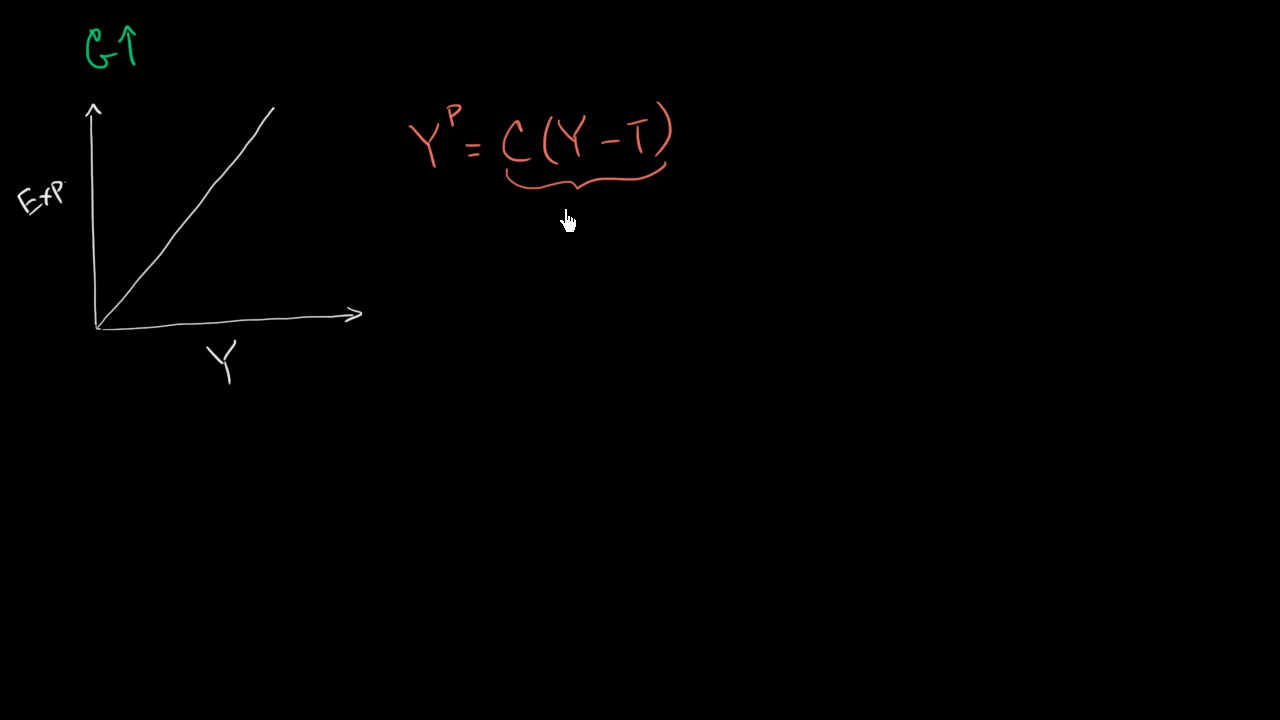 G↑
Exp
Y
Y^P = C(Y-T)